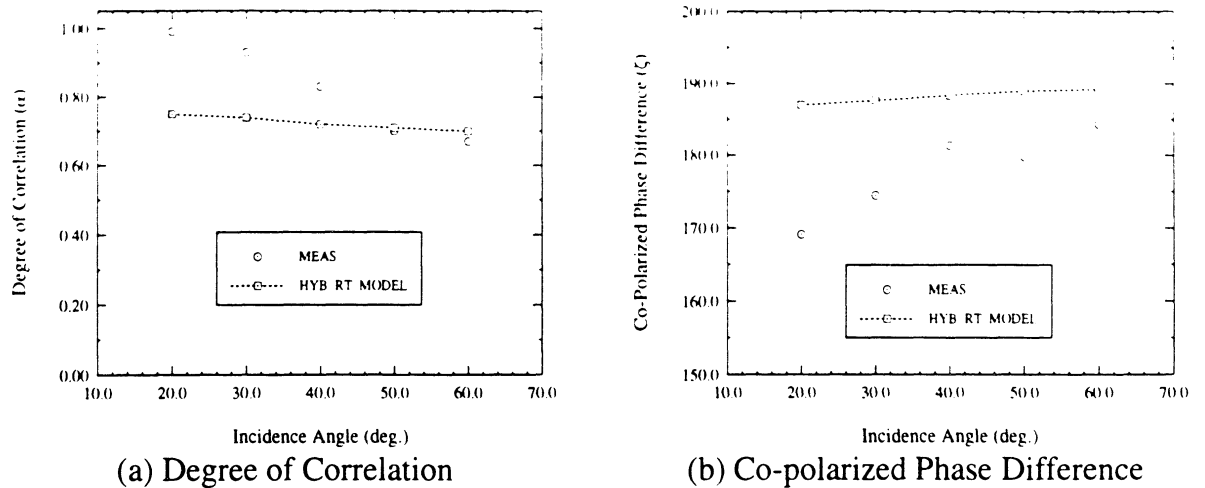 1.00
0.80
0.60
0.40
0.20
0.00
10.0 20.0 30.0 40.0 50.0 60.0 70.0
Degree of Correlation (α)
MEAS
HYB RT MODEL
Incidence Angle (deg.)
(a) Degree of Correlation
200.0
190.0
180.0
170.0
160.0
150.0
10.0 20.0 30.0 40.0 50.0 60.0 70.0
Co-Polarized Phase Difference (ζ)
MEAS
HYB RT MODEL
Incidence Angle (deg.)
(b) Co-polarized Phase Difference